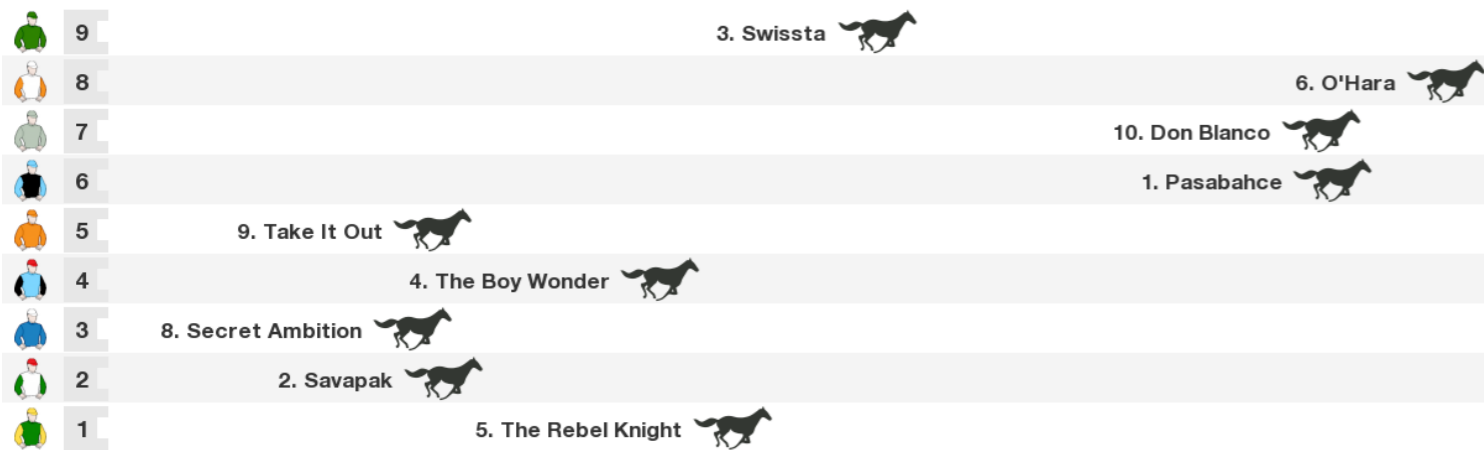 9 3. Swissta
8 6. O'Hara
7 10. Don Blanco
6 1. Pasabahce
5 9. Take It Out
4 4. The Boy Wonder
3 8. Secret Ambition
2 2. Savapak
1 5. The Rebel Knight